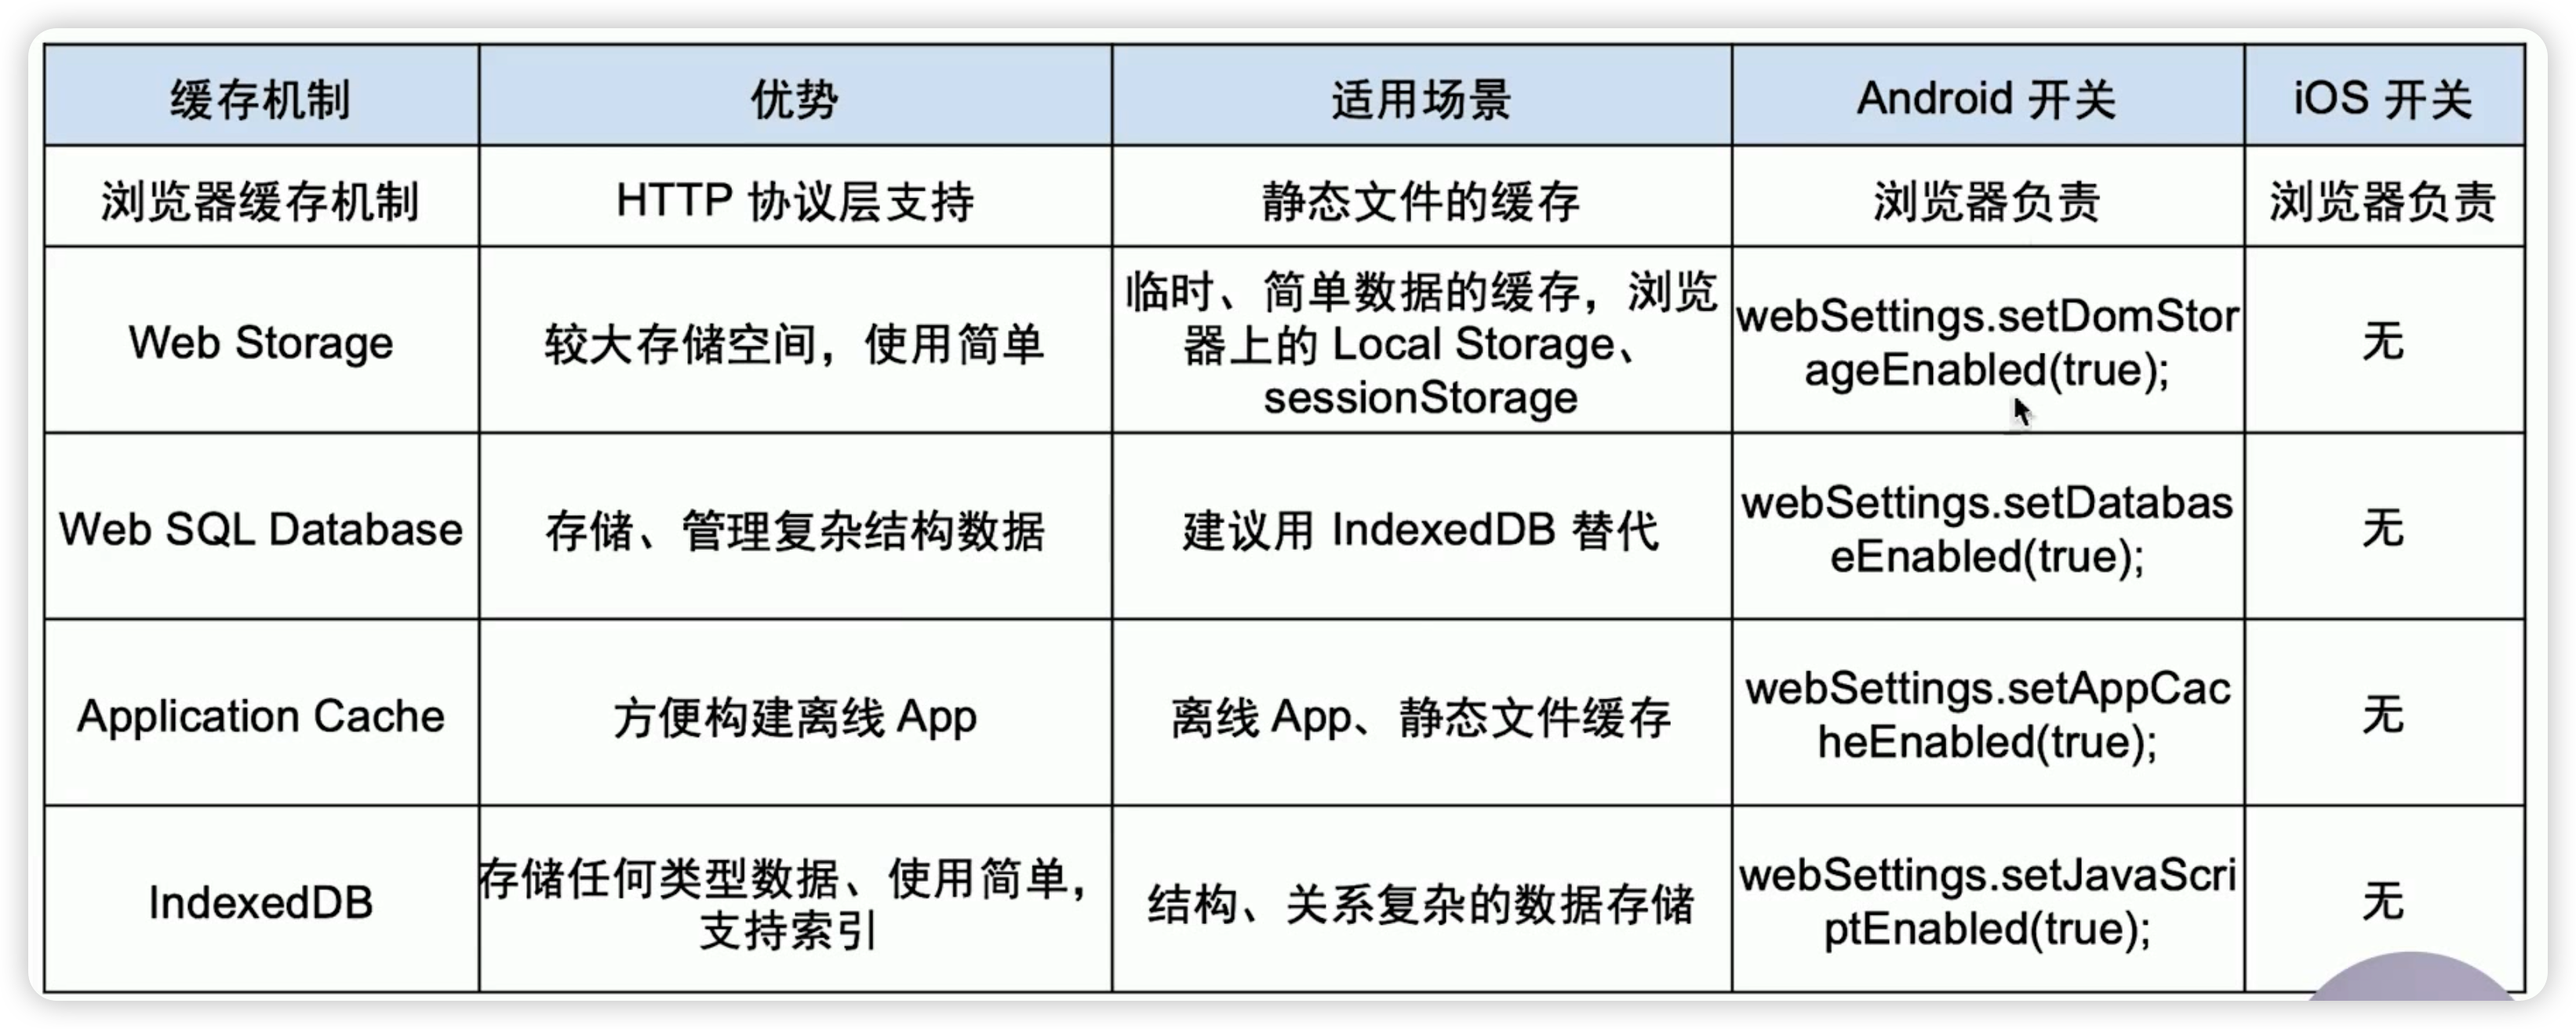 缓存机制 优势 适用场景 Android 开关 iOS 开关
浏览器缓存机制 HTTP 协议层支持 静态文件的缓存 浏览器负责 浏览器负责
Web Storage
较大存储空间，使用简单
临时、简单数据的缓存，浏览
器上的 Local Storage、
sessionStorage
webSettings.setDomStor
ageEnabled(true);
无
Web SQL Database
存储、管理复杂结构数据
建议用 IndexedDB 替代
webSettings.setDatabas
eEnabled(true);
无
Application Cache
方便构建离线 App
离线 App、静态文件缓存
webSettings.setAppCac
heEnabled(true);
无
IndexedDB
存储任何类型数据、使用简单，
支持索引
结构、关系复杂的数据存储
webSettings.setJavaScri
ptEnabled(true);
无